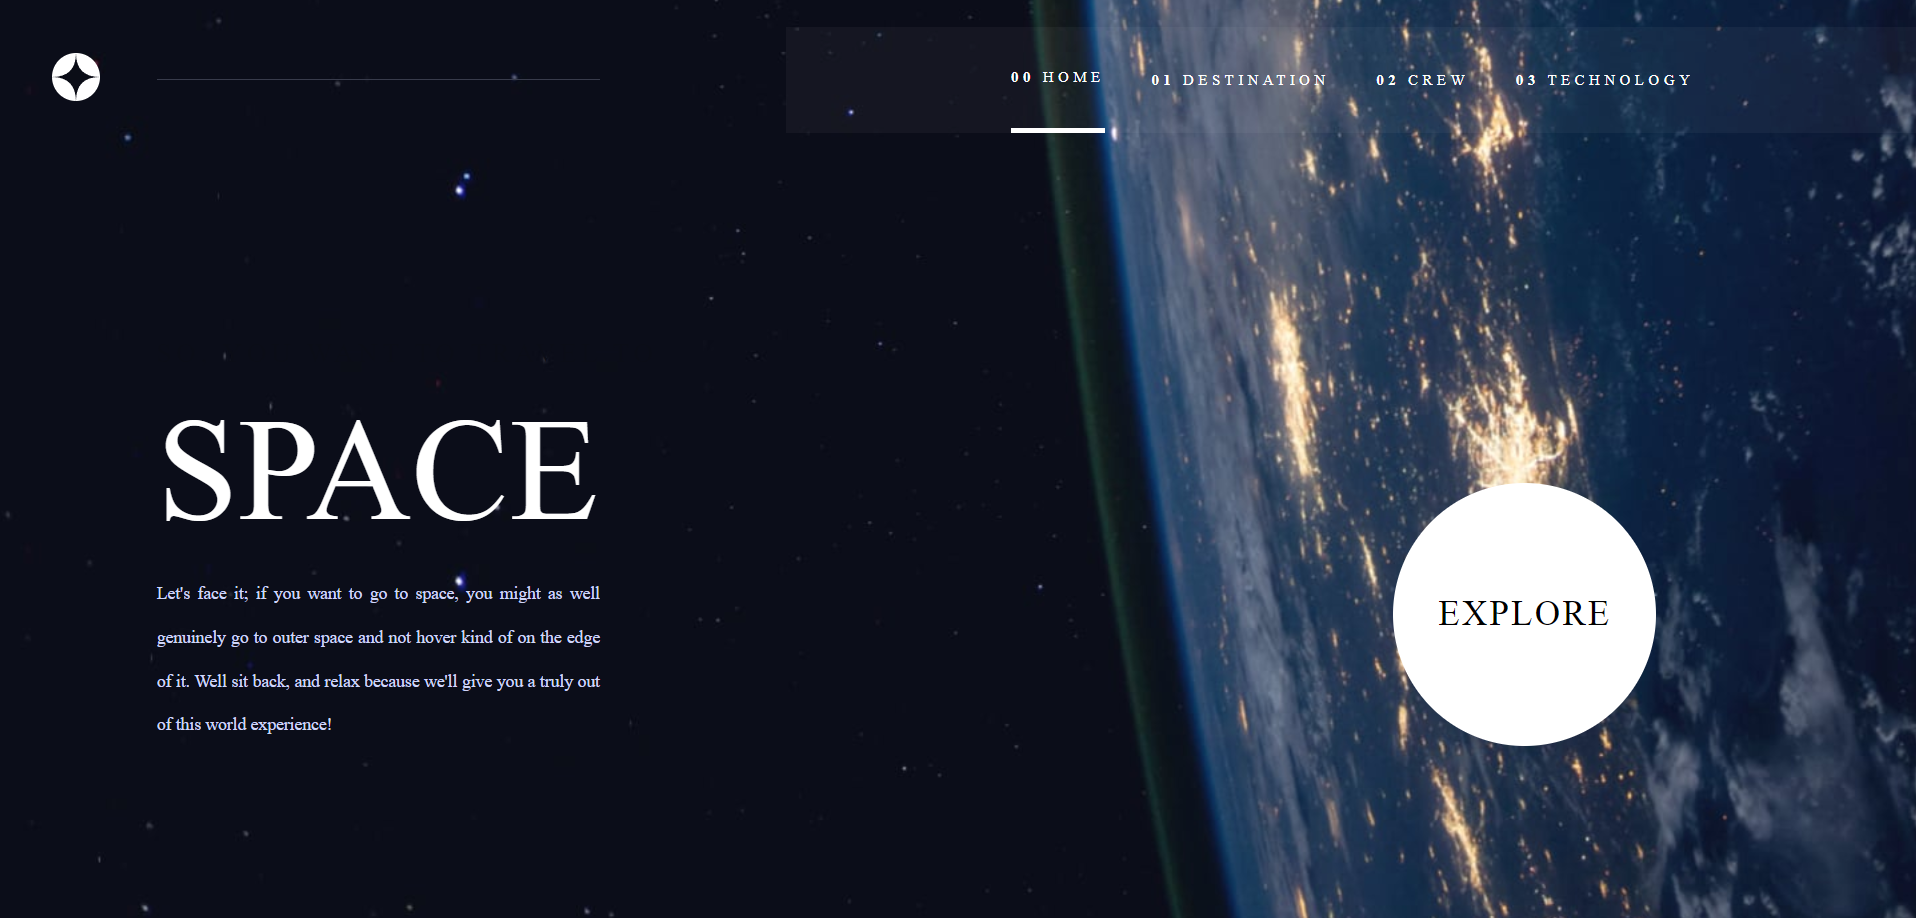 00 HOME 01 DESTINATION 02 CREW 03 TECHNOLOGY
SPACE
Let's face it; if you want to go to space, you might as well
genuinely go to outer space and not hover kind of on the edge
of it. Well sit back, and relax because we'll give you a truly out
of this world experience!
EXPLORE